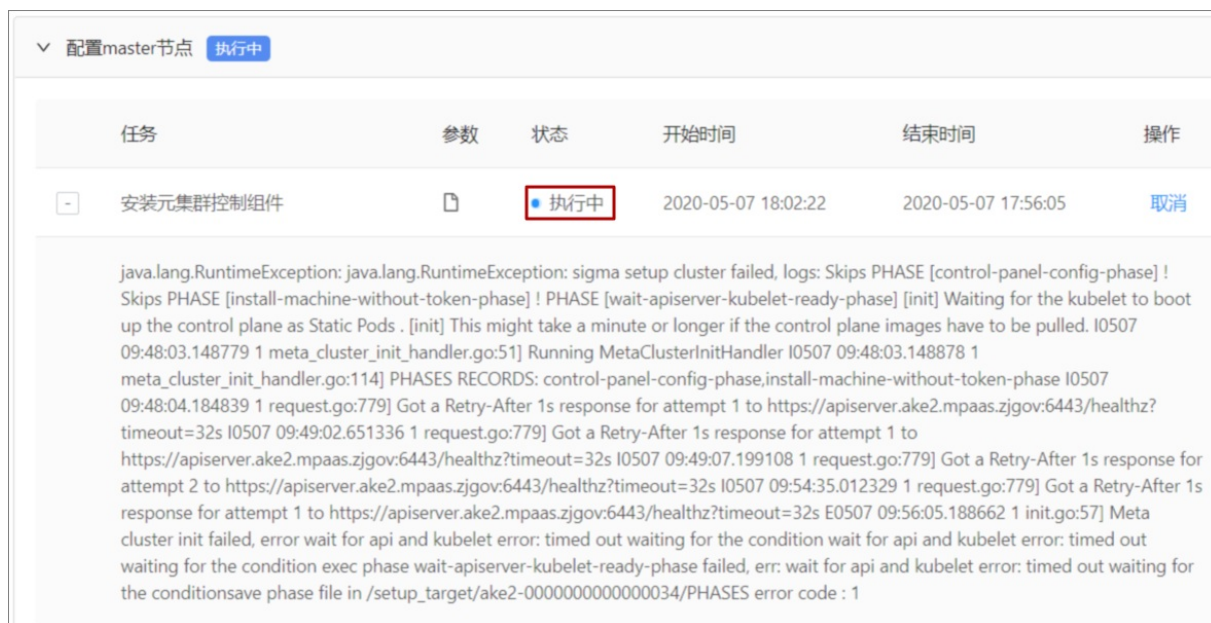 配置master节点 执行中
任务 参数 状态 开始时间 结束时间 操作
- 安装元集群控制组件 执行中 2020-05-07 18:02:22 2020-05-07 17:56:05 取消
java.lang.RuntimeException: java.lang.RuntimeException: sigma setup cluster failed, logs: Skips PHASE [control-panel-config-phase] !
Skips PHASE [install-machine-without-token-phase] ! PHASE [wait-apiserver-kubelet-ready-phase] [init] Waiting for the kubelet to boot
up the control plane as Static Pods . [init] This might take a minute or longer if the control plane images have to be pulled. I0507
09:48:03.148779 1 meta_cluster_init_handler.go:51] Running MetaClusterInitHandler I0507 09:48:03.148878 1
meta_cluster_init_handler.go:114] PHASES RECORDS: control-panel-config-phase,install-machine-without-token-phase I0507
09:48:04.184839 1 request.go:779] Got a Retry-After 1s response for attempt 1 to https://apiserver.ake2.mpaas.zjgov:6443/healthz?
timeout=32s I0507 09:49:02.651336 1 request.go:779] Got a Retry-After 1s response for attempt 1 to
https://apiserver.ake2.mpaas.zjgov:6443/healthz?timeout=32s I0507 09:49:07.199108 1 request.go:779] Got a Retry-After 1s response for
attempt 2 to https://apiserver.ake2.mpaas.zjgov:6443/healthz?timeout=32s I0507 09:54:35.012329 1 request.go:779] Got a Retry-After 1s
response for attempt 1 to https://apiserver.ake2.mpaas.zjgov:6443/healthz?timeout=32s E0507 09:56:05.188662 1 init.go:57] Meta
cluster init failed, error wait for api and kubelet error: timed out waiting for the condition wait for api and kubelet error: timed out
waiting for the condition exec phase wait-apiserver-kubelet-ready-phase failed, err: wait for api and kubelet error: timed out waiting for
the conditionsave phase file in /setup_target/ake2-0000000000000034/PHASES error code : 1